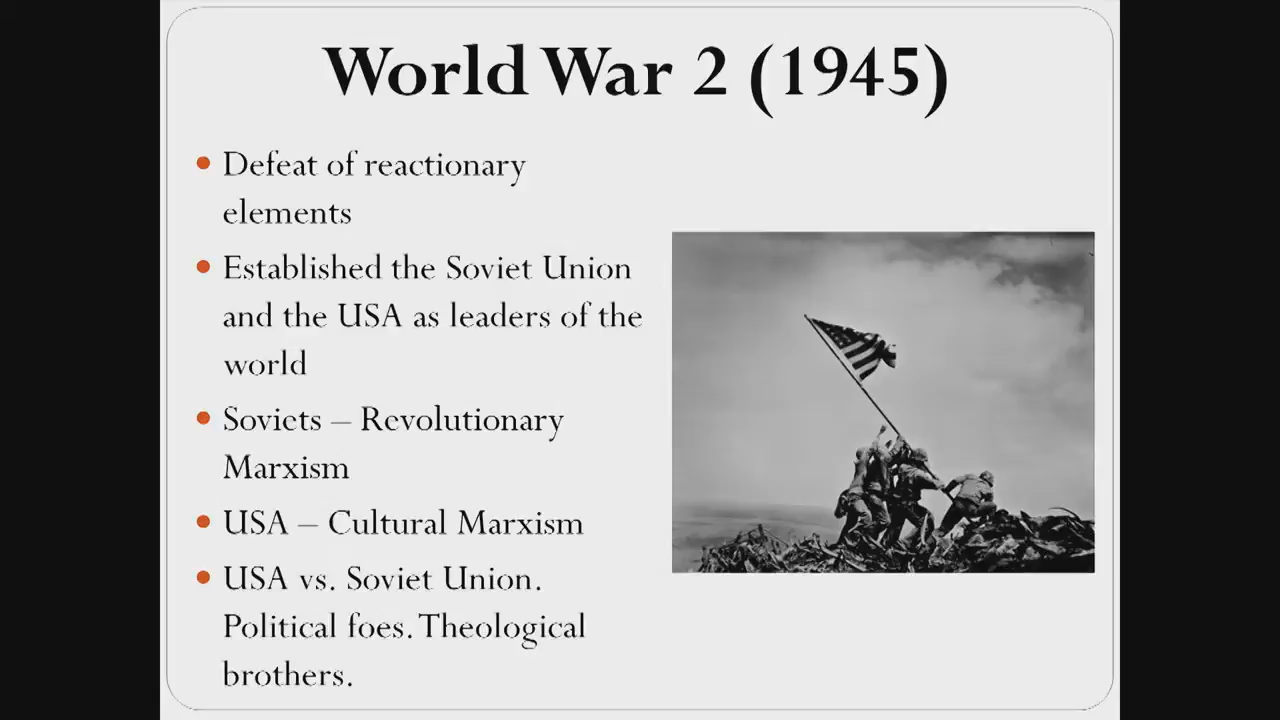 World War 2 (1945)
• Defeat of reactionary
elements
• Established the Soviet Union
and the USA as leaders of the
world
• Soviets – Revolutionary
Marxism
• USA – Cultural Marxism
• USA vs. Soviet Union.
Political foes. Theological
brothers.